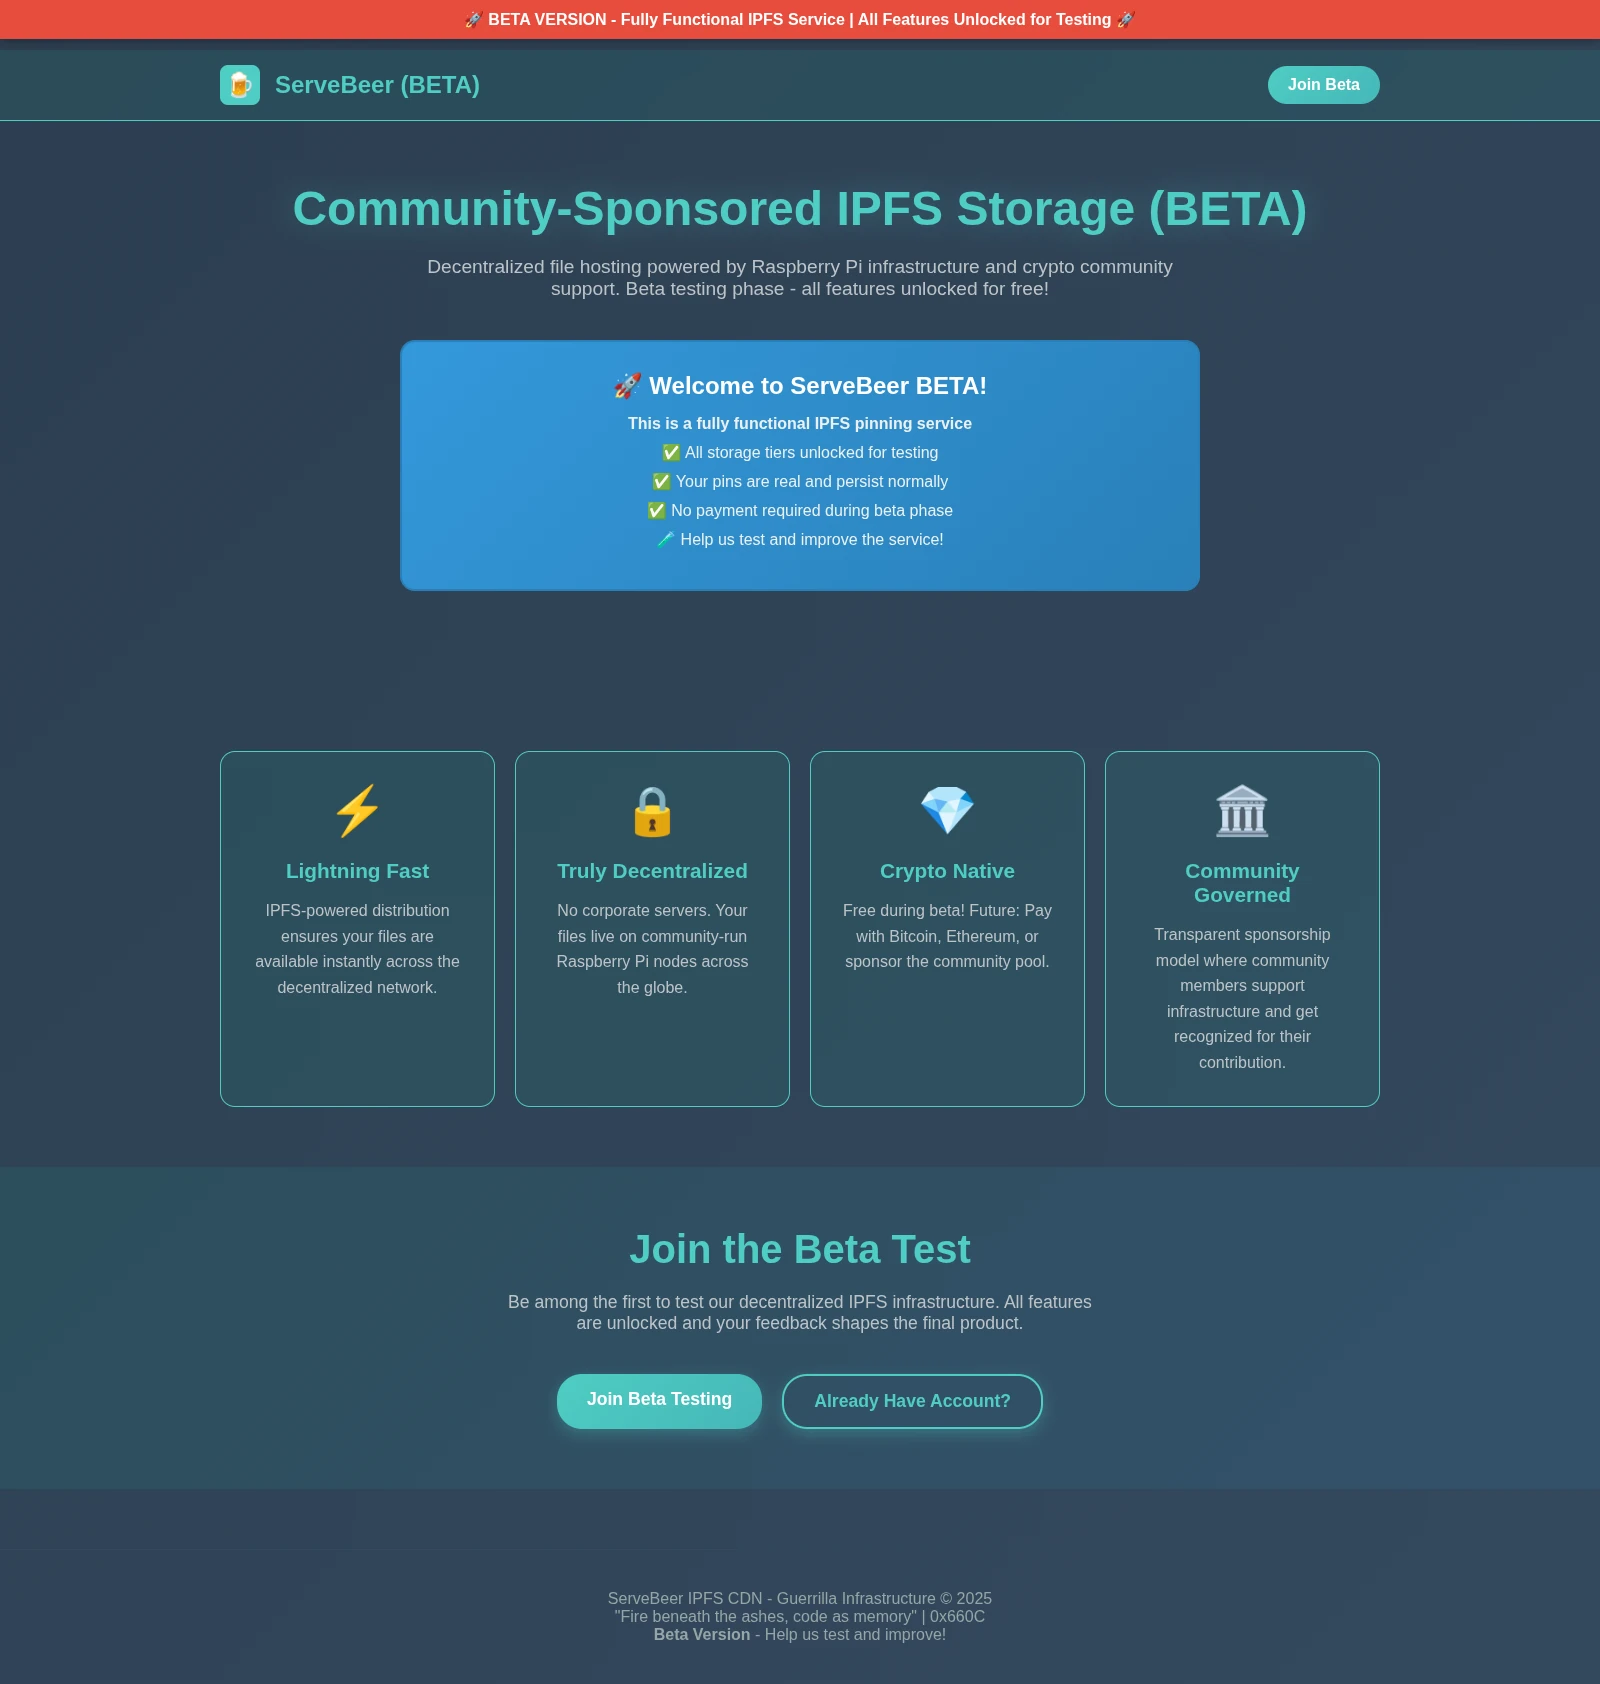 🚀 BETA VERSION - Fully Functional IPFS Service | All Features Unlocked for Testing 🚀
🍺 ServeBeer (BETA)
Join Beta
Community-Sponsored IPFS Storage (BETA)
Decentralized file hosting powered by Raspberry Pi infrastructure and crypto community
support. Beta testing phase - all features unlocked for free!
🚀 Welcome to ServeBeer BETA!
This is a fully functional IPFS pinning service
✅ All storage tiers unlocked for testing
✅ Your pins are real and persist normally
✅ No payment required during beta phase
🧪 Help us test and improve the service!
Lightning Fast
IPFS-powered distribution
ensures your files are
available instantly across the
decentralized network.
Truly Decentralized
No corporate servers. Your
files live on community-run
Raspberry Pi nodes across
the globe.
Crypto Native
Free during beta! Future: Pay
with Bitcoin, Ethereum, or
sponsor the community pool.
Community
Governed
Transparent sponsorship
model where community
members support
infrastructure and get
recognized for their
contribution.
Join the Beta Test
Be among the first to test our decentralized IPFS infrastructure. All features
are unlocked and your feedback shapes the final product.
Join Beta Testing
Already Have Account?
ServeBeer IPFS CDN - Guerrilla Infrastructure © 2025
"Fire beneath the ashes, code as memory" | 0x660C
Beta Version - Help us test and improve!